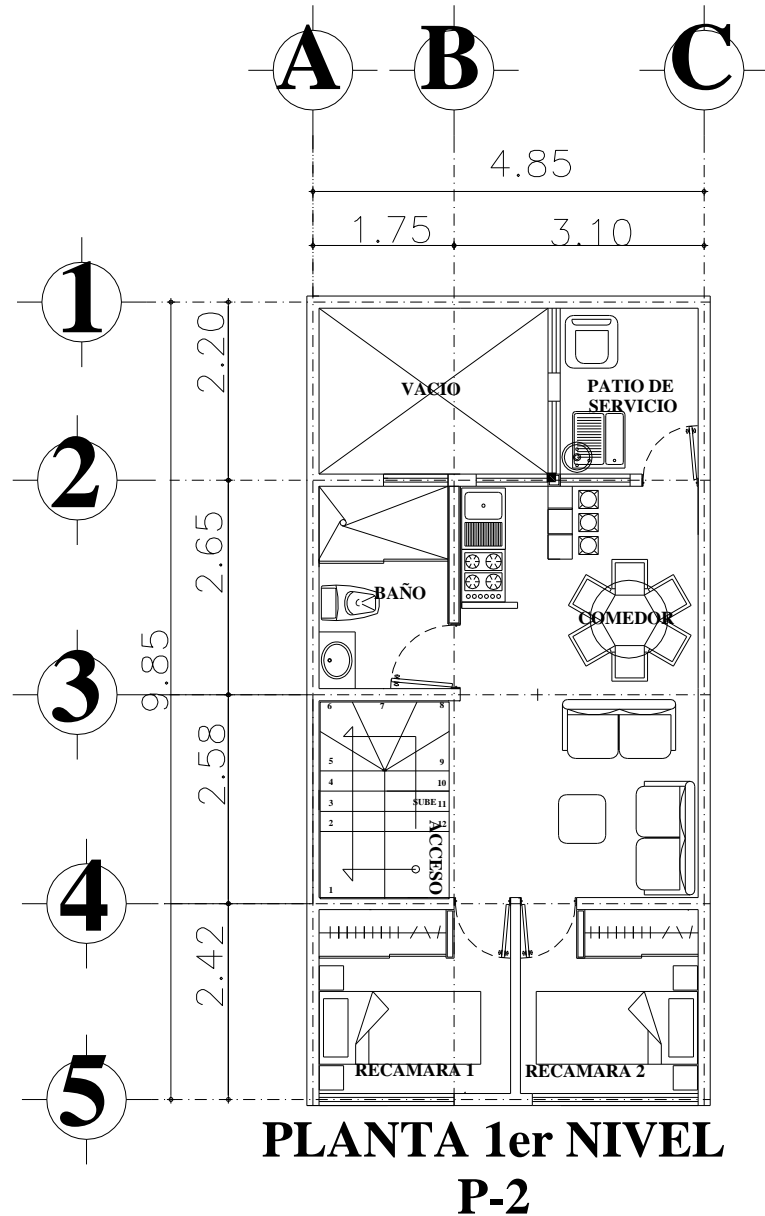 A B C
4.85
1.75 3.10
1
2.20
VACIO
PATIO DE
SERVICIO
2
2.65
BAÑO
COMEDOR
9.85
3
6 7 8
2.58
5 9
4 10
3 SUBE 11
2 12
ACCESO
1
4
2.42
RECAMARA 1 RECAMARA 2
5
PLANTA 1er NIVEL
P-2